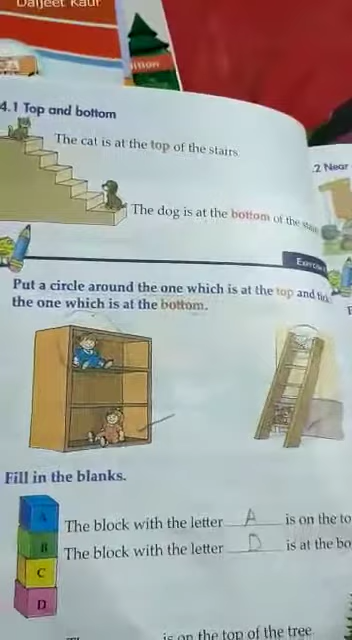 Daljeet Kaur
4.1 Top and bottom
The cat is at the top of the stairs.
.2 Near
The dog is at the bottom of the
Put a circle around the one which is at the top and tick
the one which is at the bottom.
Fill in the blanks.
A
The block with the letter A is on the to
B
The block with the letter D is at the bo
C
D
is on the top of the tree